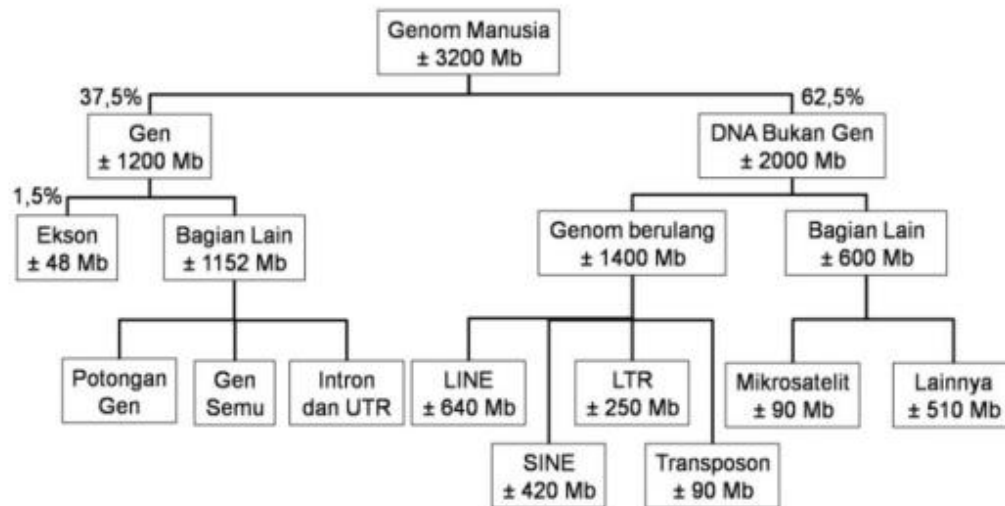 Genom Manusia
± 3200 Mb
37,5%
62,5%
Gen
± 1200 Mb
DNA Bukan Gen
± 2000 Mb
1,5%
Ekson
± 48 Mb
Bagian Lain
± 1152 Mb
Genom berulang
± 1400 Mb
Bagian Lain
± 600 Mb
Potongan
Gen
Gen
Semu
Intron
dan UTR
LINE
± 640 Mb
LTR
± 250 Mb
Mikrosatelit
± 90 Mb
Lainnya
± 510 Mb
SINE
± 420 Mb
Transposon
± 90 Mb